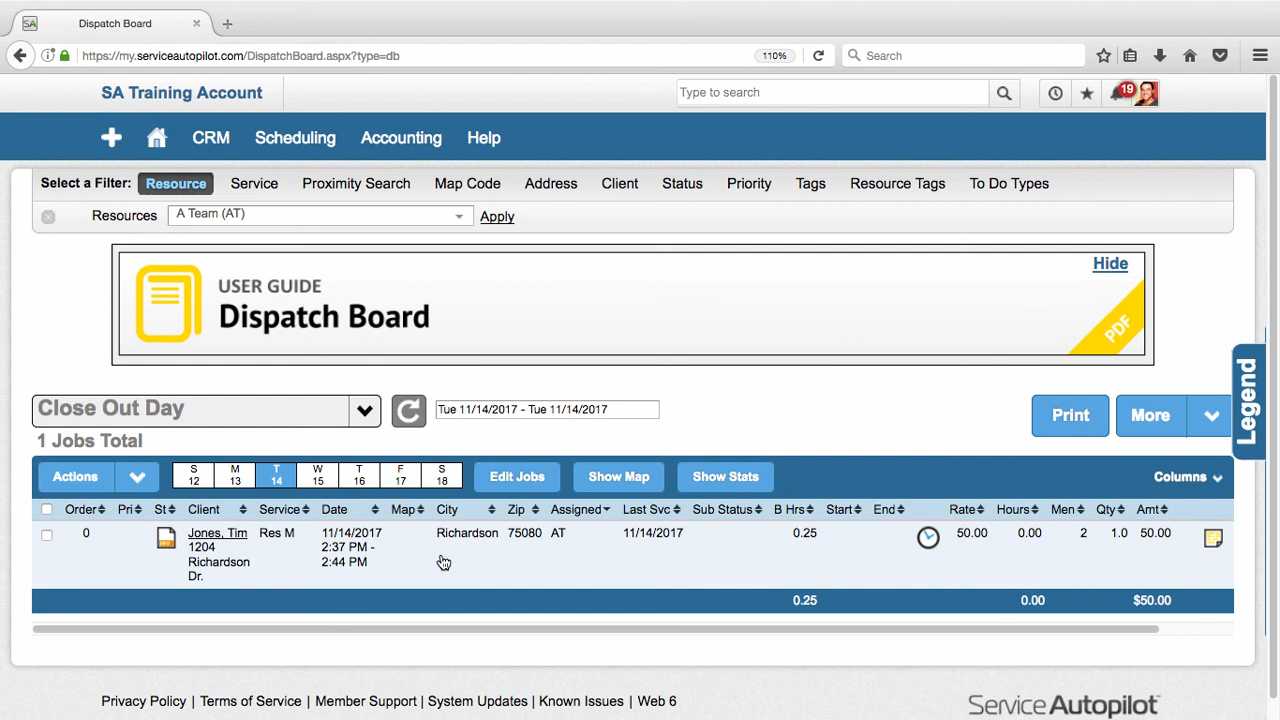 Dispatch Board
https://my.serviceautopilot.com/DispatchBoard.aspx?type=db
110%
Search
SA Training Account
Type to search
19
CRM Scheduling Accounting Help
Select a Filter: Resource Service Proximity Search Map Code Address Client Status Priority Tags Resource Tags To Do Types
Resources A Team (AT) Apply
Hide
USER GUIDE
Dispatch Board
PDF
Legend
Close Out Day
Tue 11/14/2017 - Tue 11/14/2017
Print More
1 Jobs Total
Actions
S M T W T F S
12 13 14 15 16 17 18
Edit Jobs Show Map Show Stats
Columns
Order Pri St Client Service Date Map City Zip Assigned Last Svc Sub Status B Hrs Start End Rate Hours Men Qty Amt
0 Jones, Tim Res M 11/14/2017 Richardson 75080 AT 11/14/2017 0.25 50.00 0.00 2 1.0 50.00
1204 2:37 PM -
Richardson 2:44 PM
Dr.
0.25 0.00 $50.00
Privacy Policy | Terms of Service | Member Support | System Updates | Known Issues | Web 6
ServiceAutopilot